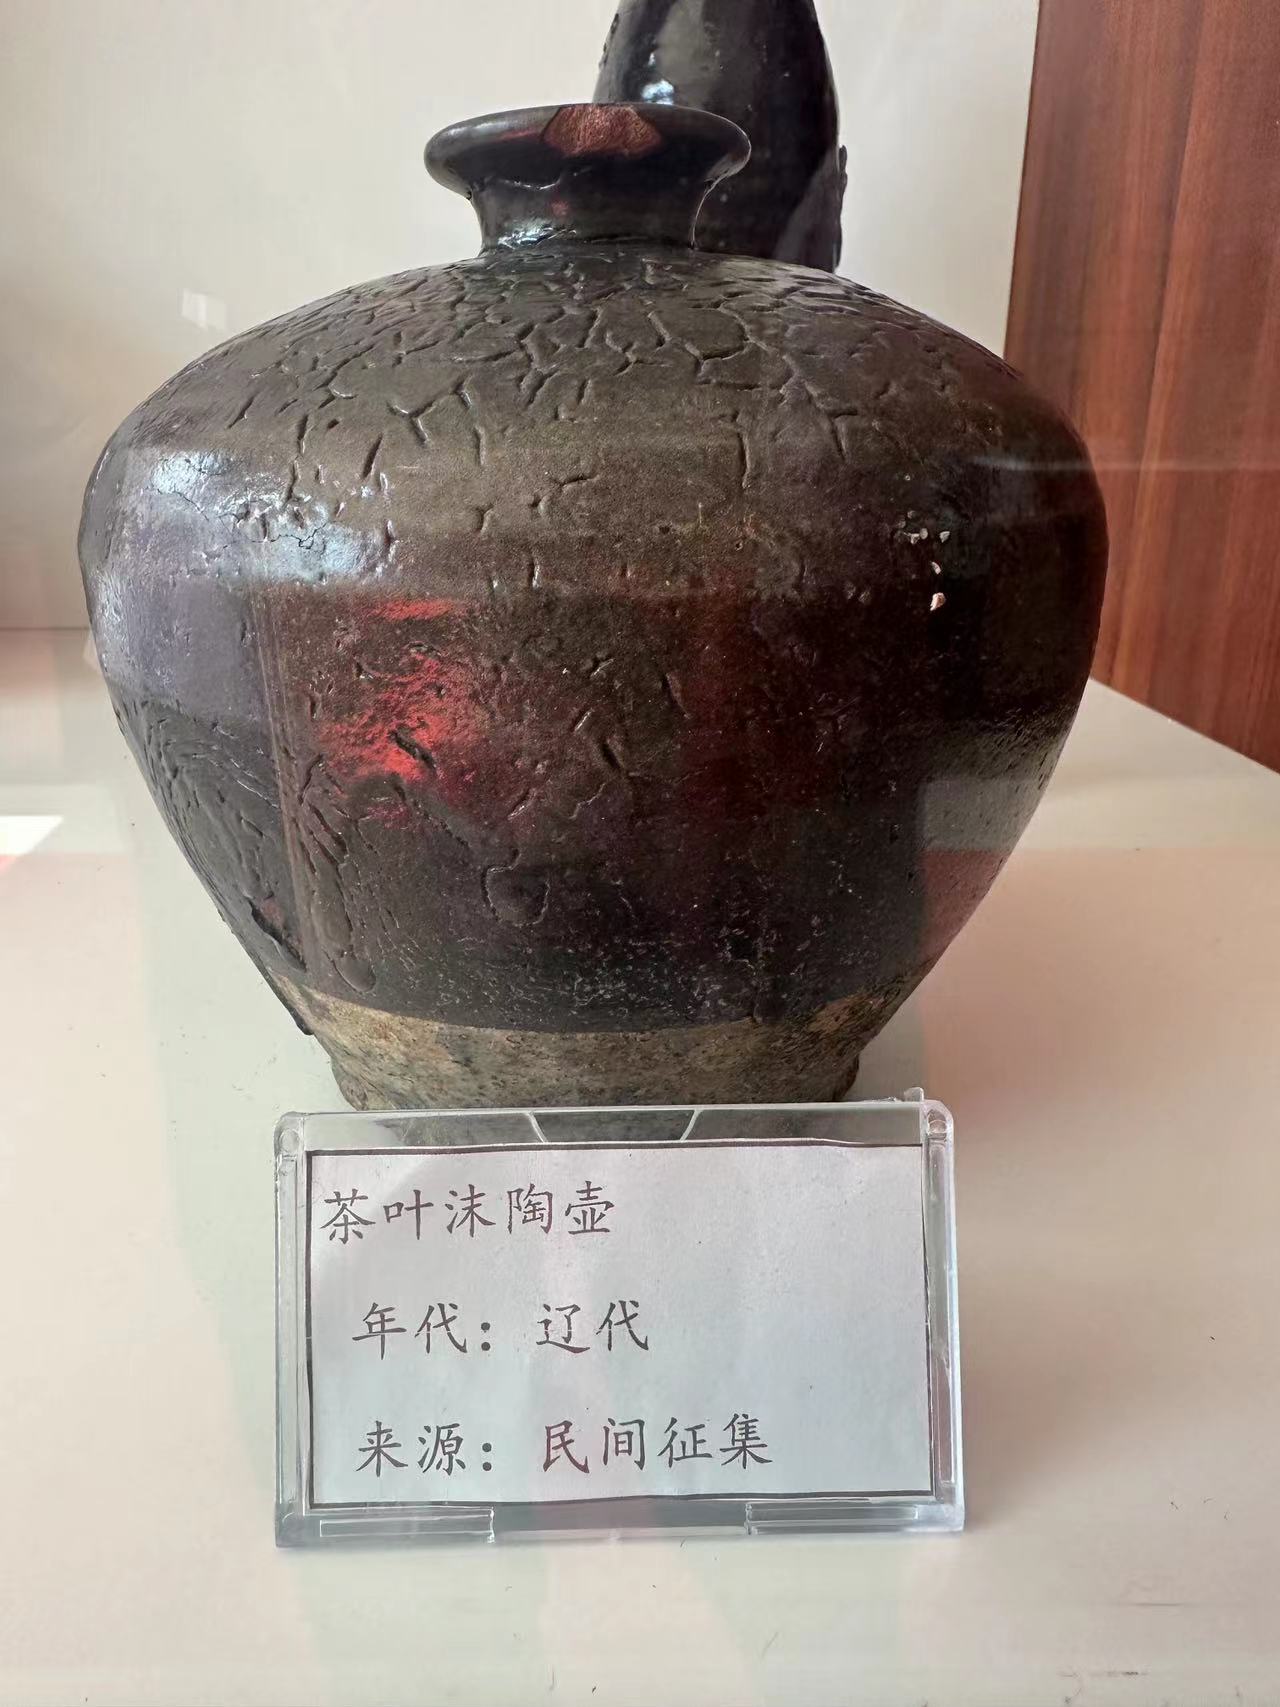 茶叶沫陶壶
年代：辽代
来源：民间征集